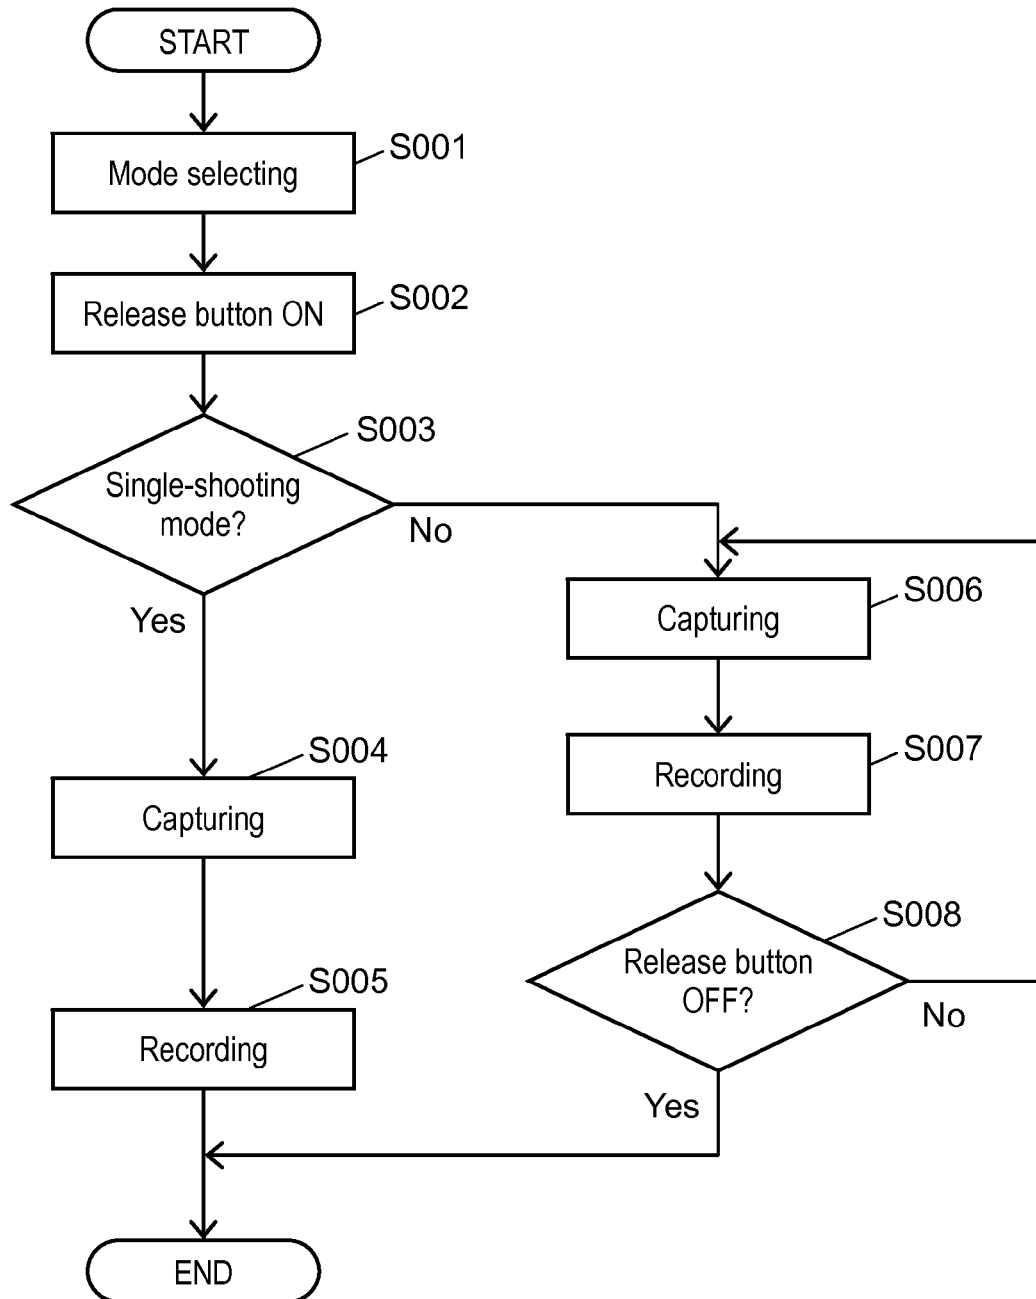 START
Mode selecting
S001
Release button ON
S002
S003
Single-shooting
mode?
No
Yes
S004
Capturing
S005
Recording
S006
Capturing
S007
Recording
S008
Release button
OFF?
No
Yes
END